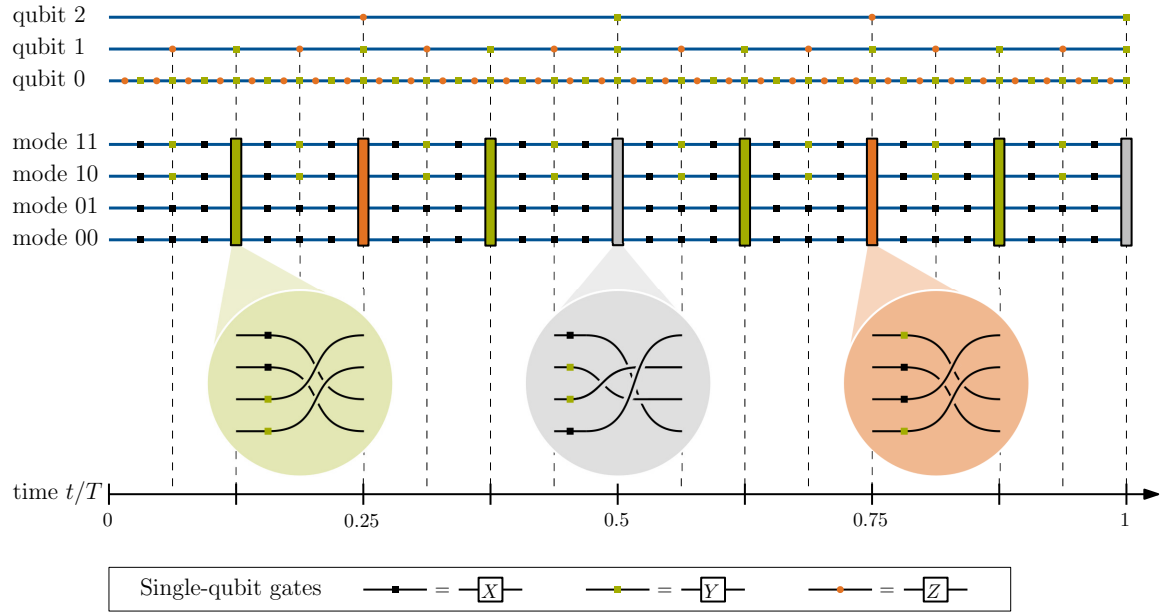 qubit 2
qubit 1
qubit 0
mode 11
mode 10
mode 01
mode 00
time t/T
0 0.25 0.5 0.75 1
Single-qubit gates = X = Y = Z